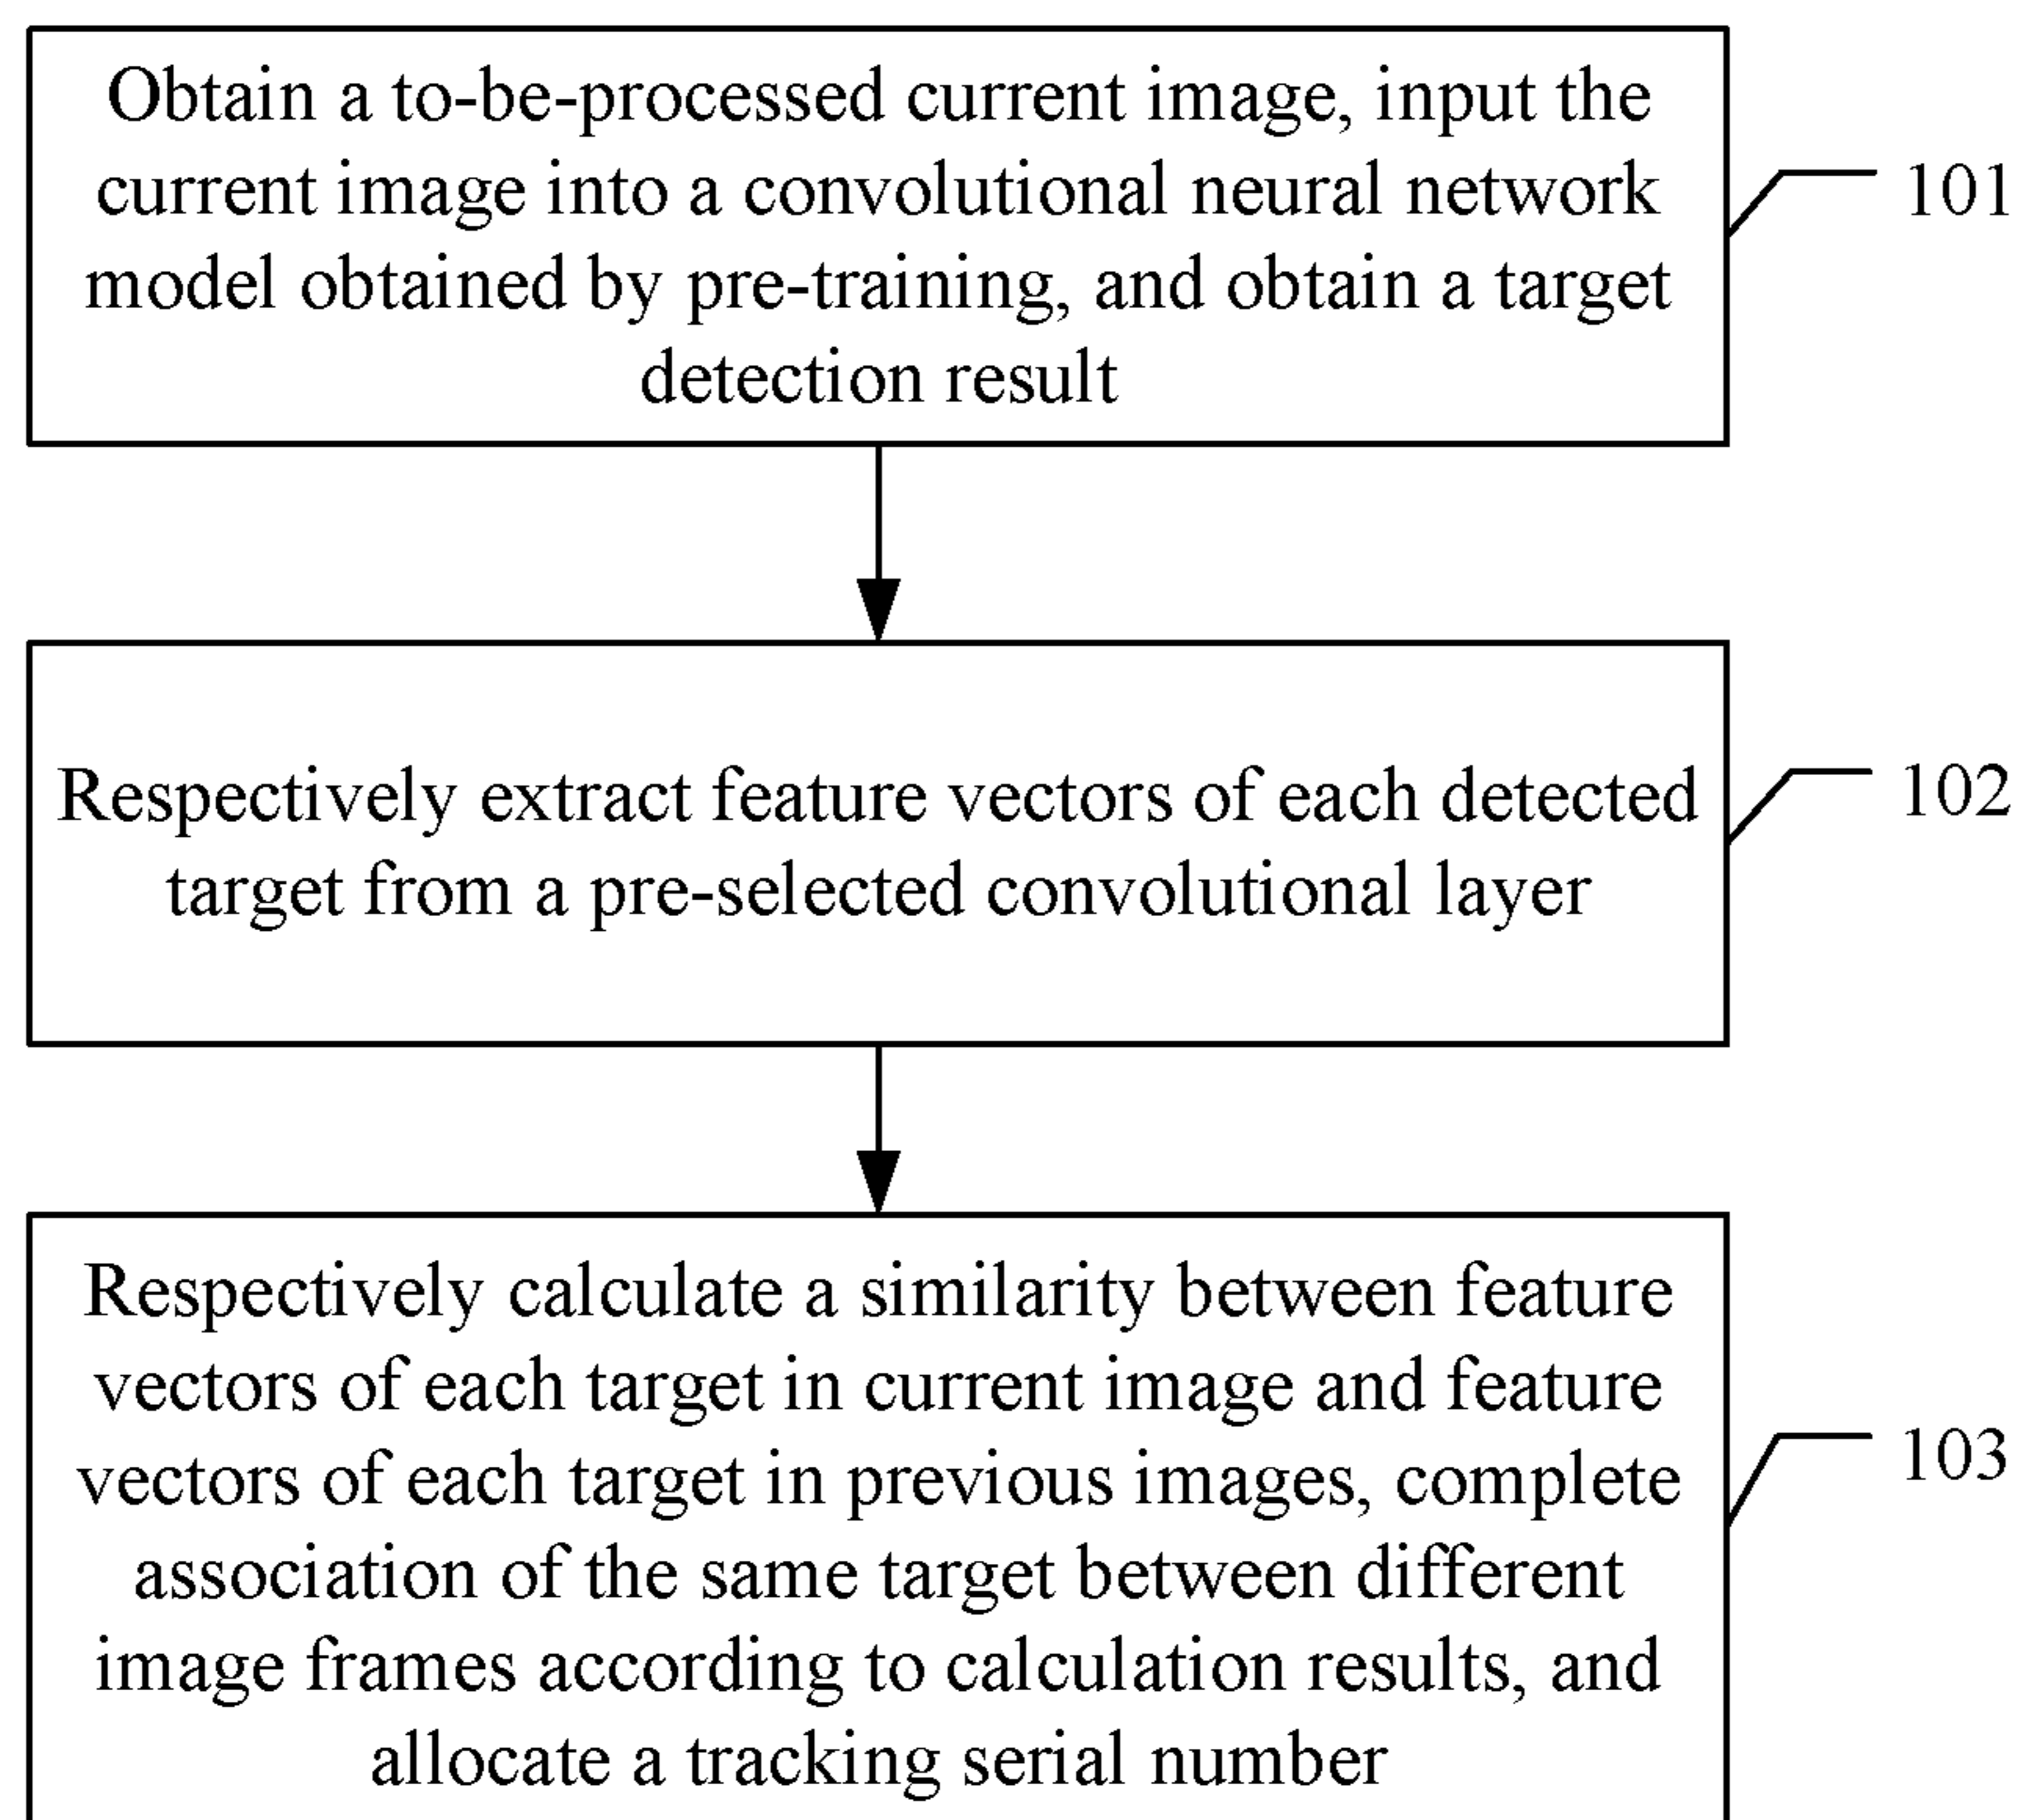 Obtain a to-be-processed current image, input the
current image into a convolutional neural network
model obtained by pre-training, and obtain a target
detection result
101
Respectively extract feature vectors of each detected
target from a pre-selected convolutional layer
102
Respectively calculate a similarity between feature
vectors of each target in current image and feature
vectors of each target in previous images, complete
association of the same target between different
image frames according to calculation results, and
allocate a tracking serial number
103